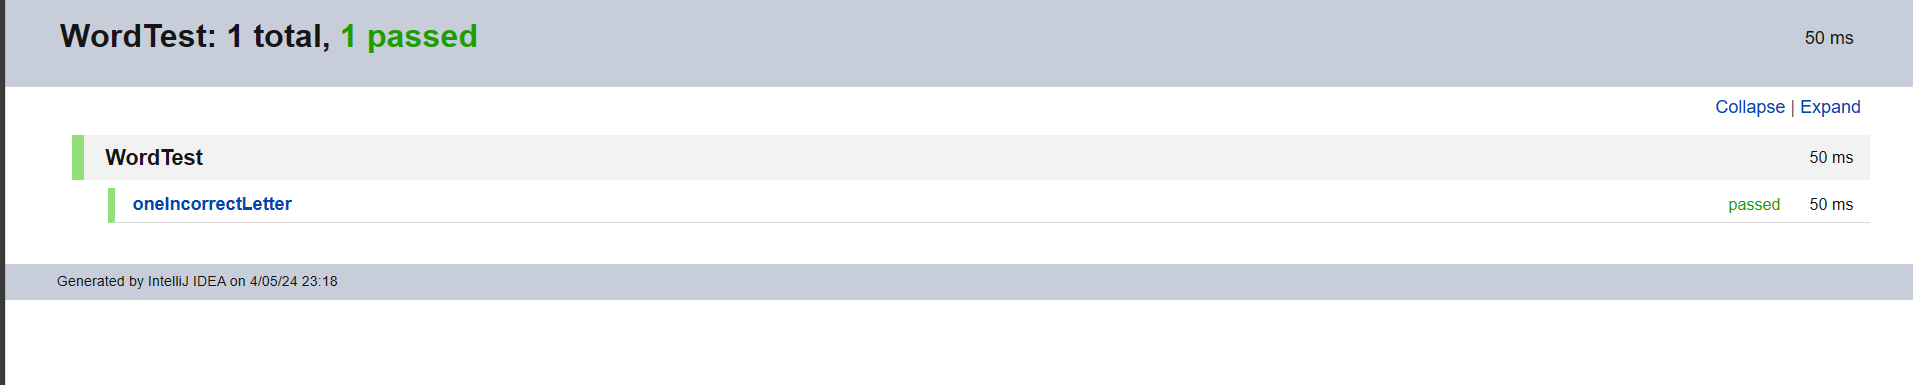 WordTest: 1 total, 1 passed
50 ms
Collapse | Expand
WordTest 50 ms
oneIncorrectLetter passed 50 ms
Generated by IntelliJ IDEA on 4/05/24 23:18